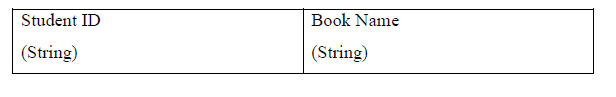 Student ID
(String)
Book Name
(String)